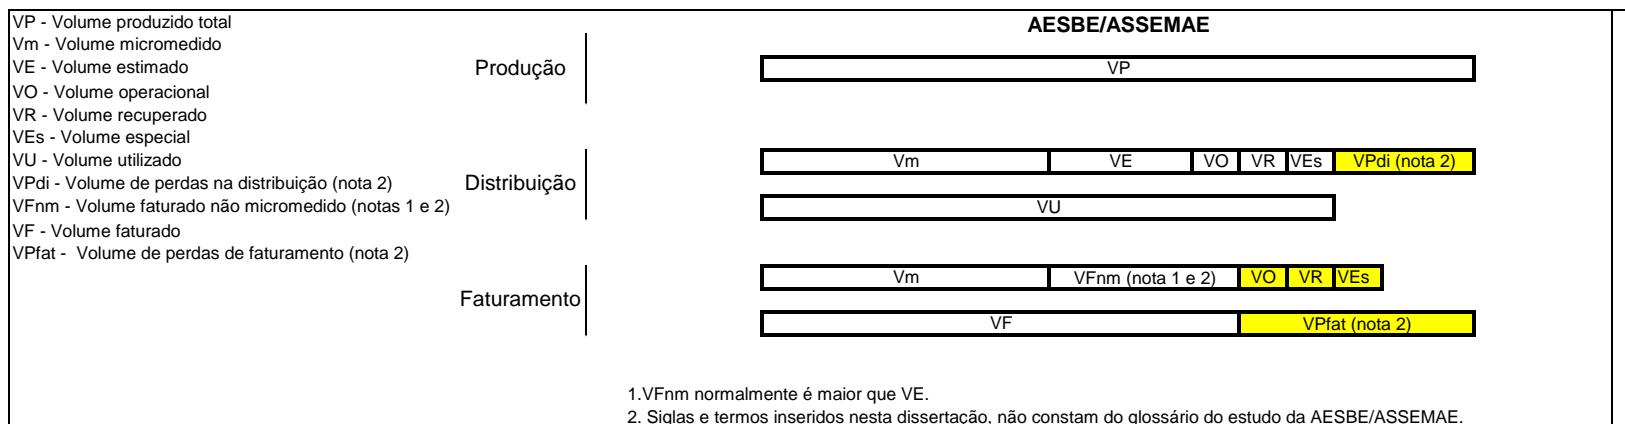 VP - Volume produzido total
AESBE/ASSEMAE
Vm - Volume micromedido
VE - Volume estimado
Produção
VP
VO - Volume operacional
VR - Volume recuperado
VEs - Volume especial
VU - Volume utilizado
Vm VE VO VR VEs VPdi (nota 2)
VPdi - Volume de perdas na distribuição (nota 2)
Distribuição
VFnm - Volume faturado não micromedido (notas 1 e 2)
VU
VF - Volume faturado
VPfat - Volume de perdas de faturamento (nota 2)
Vm VFnm (nota 1 e 2) VO VR VEs
Faturamento
VF VPfat (nota 2)
1.VFnm normalmente é maior que VE.
2. Siglas e termos inseridos nesta dissertação, não constam do glossário do estudo da AESBE/ASSEMAE.